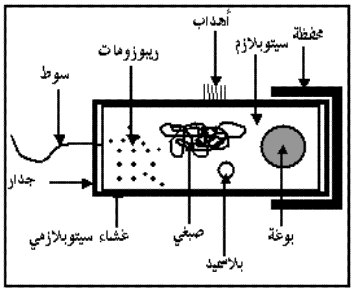 أهداب
محفظة
سيتوبلازم
ريبوزومات
سوط
جدار
غشاء سيتوبلازمي
صبغي
بلاسميد
بوغة